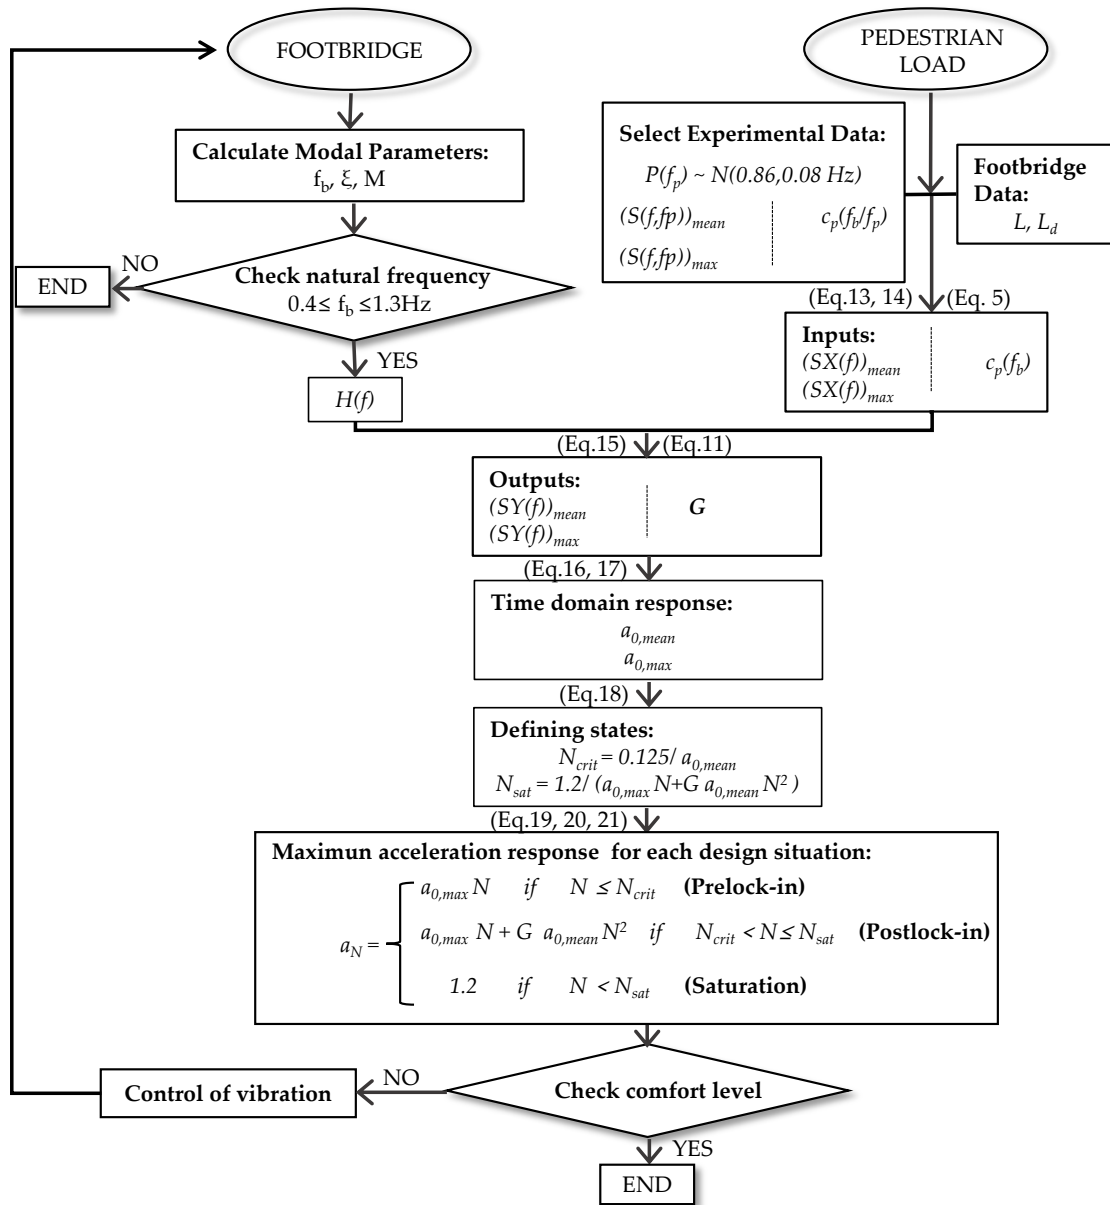 FOOTBRIDGE
PEDESTRIAN
LOAD
Calculate Modal Parameters:
f_b, ξ, M
Select Experimental Data:
P(f_p) ~ N(0.86,0.08 Hz)
(S(f,fp))_mean c_p(f_b/f_p)
(S(f,fp))_max
Footbridge
Data:
L, L_d
NO
END
Check natural frequency
0.4≤ f_b ≤1.3Hz
YES
H(f)
(Eq.13, 14) (Eq. 5)
Inputs:
(SX(f))_mean c_p(f_b)
(SX(f))_max
(Eq.15) (Eq.11)
Outputs:
(SY(f))_mean G
(SY(f))_max
(Eq.16, 17)
Time domain response:
a_0,mean
a_0,max
(Eq.18)
Defining states:
N_crit = 0.125/ a_0,mean
N_sat = 1.2/ (a_0,max N+G a_0,mean N²)
(Eq.19, 20, 21)
Maximun acceleration response for each design situation:
a_0,max N if N ≤ N_crit (Prelock-in)
a_N = a_0,max N + G a_0,mean N² if N_crit < N ≤ N_sat (Postlock-in)
1.2 if N < N_sat (Saturation)
Control of vibration
NO
Check comfort level
YES
END